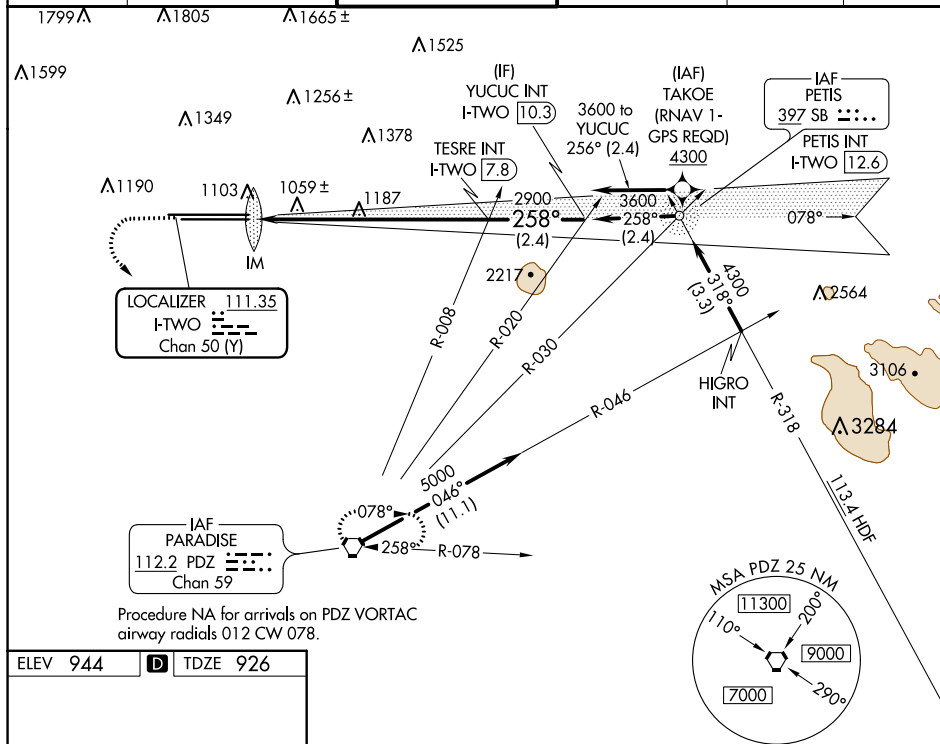 1799
1805
1665 ±
1525
1599
1256 ±
1349
1378
(IF)
YUCUC INT
I-TWO 10.3
3600 to
YUCUC
256° (2.4)
(IAF)
TAKOE
(RNAV 1-
GPS REQD)
4300
IAF
PETIS
397 SB
PETIS INT
I-TWO 12.6
TESRE INT
I-TWO 7.8
1190
1103
1059 ±
1187
2900
258°
(2.4)
3600
258°
(2.4)
078°
IM
2217
4300
318°
(3.3)
2564
LOCALIZER 111.35
I-TWO
Chan 50 (Y)
R-008
R-020
R-030
R-046
HIGRO
INT
R-318
3106
3284
113.4 HDF
5000
046°
(11.1)
078°
258°
R-078
IAF
PARADISE
112.2 PDZ
Chan 59
Procedure NA for arrivals on PDZ VORTAC
airway radials 012 CW 078.
MSA PDZ 25 NM
11300
200°
110°
9000
7000
290°
ELEV 944
D TDZE 926